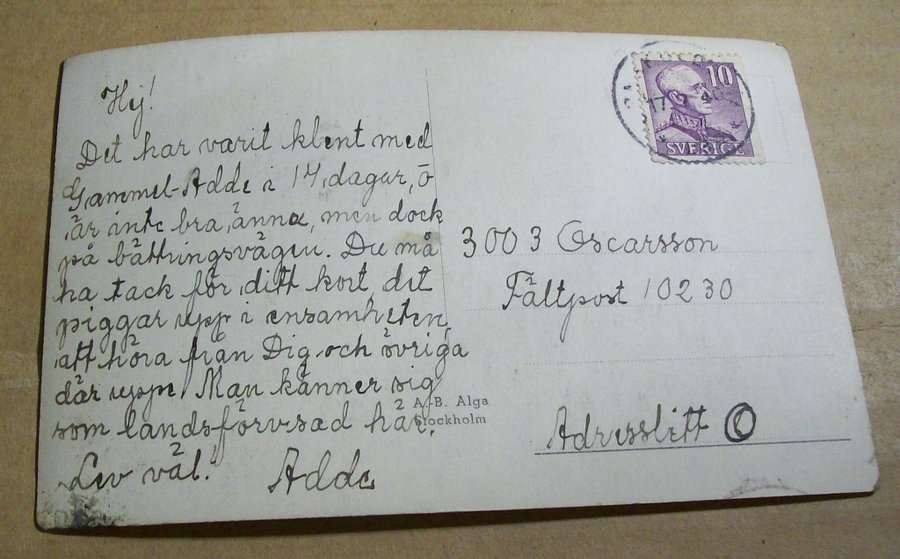 Hej!
Det har varit klent med
Gammel-Adde i 14, dagar, o
är inte bra ännu, men dock
på bättringsvägen. Du må
ha tack för ditt kort, det
piggar upp i ensamheten,
att höra från Dig och övriga
där uppe. Man känner sig
som landsförvisad här.
Lev väl! Adde
A.-B. Alga
Stockholm
10
SVERIGE
17
3003 Oscarsson
Fältpost 10230
Adresslitt O